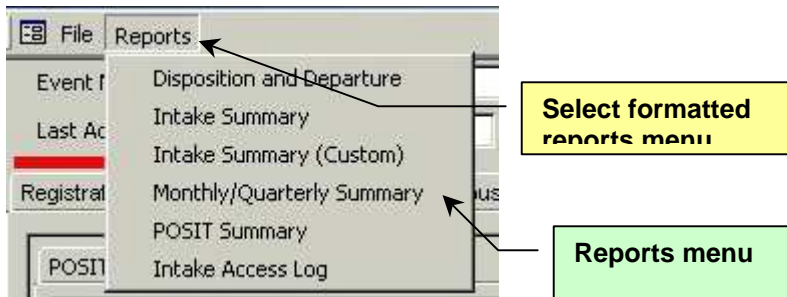 File Reports
Event
Last Ac
Disposition and Departure
Intake Summary
Intake Summary (Custom)
Monthly/Quarterly Summary
POSIT Summary
Intake Access Log
Registrat
POSIT
Select formatted
reports menu
Reports menu